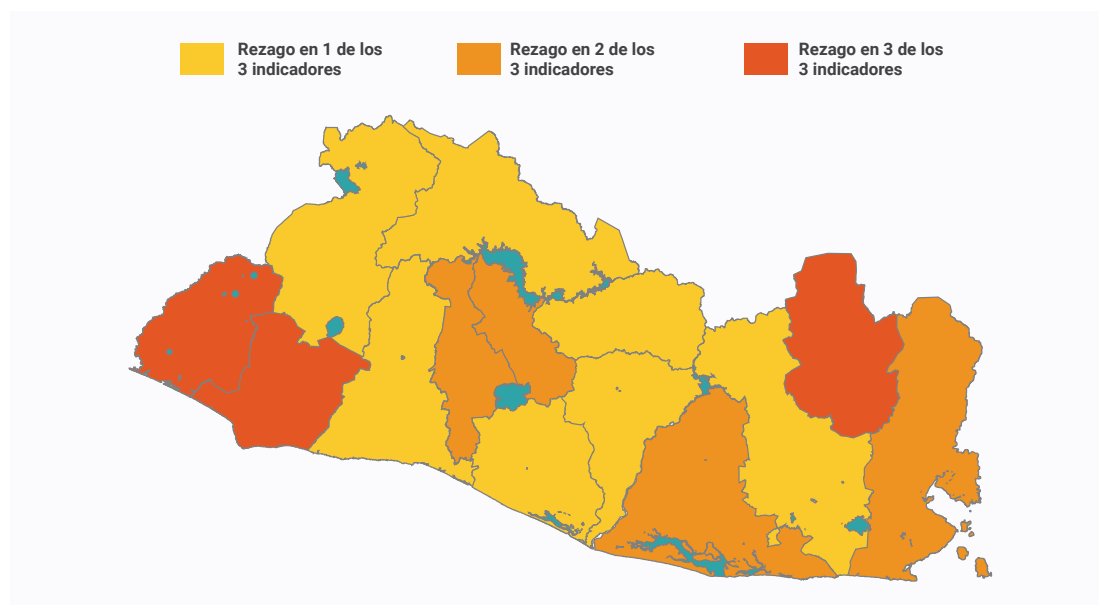 Rezago en 1 de los
3 indicadores
Rezago en 2 de los
3 indicadores
Rezago en 3 de los
3 indicadores